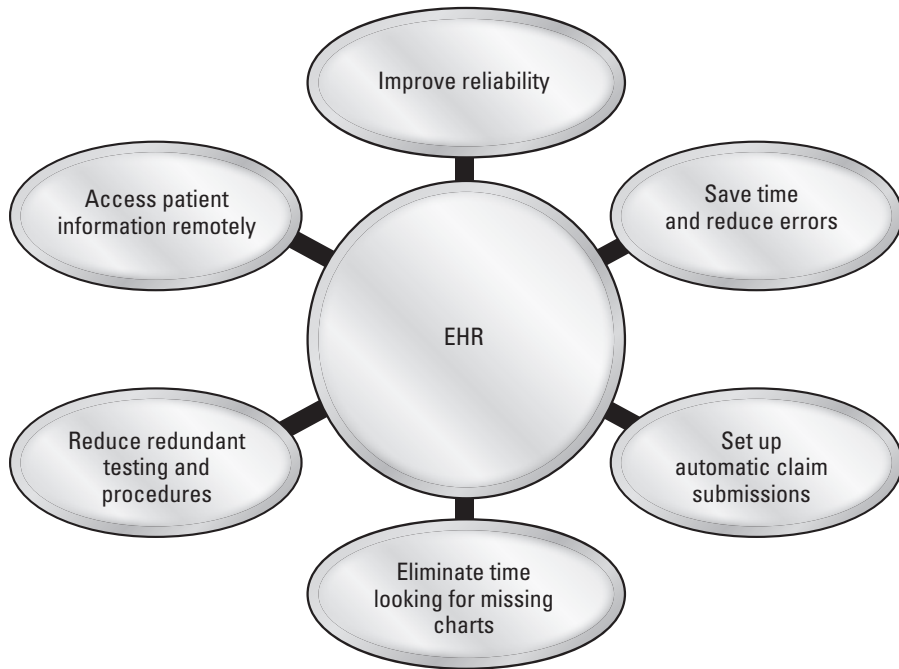 Improve reliability
Access patient
information remotely
Save time
and reduce errors
EHR
Reduce redundant
testing and
procedures
Set up
automatic claim
submissions
Eliminate time
looking for missing
charts